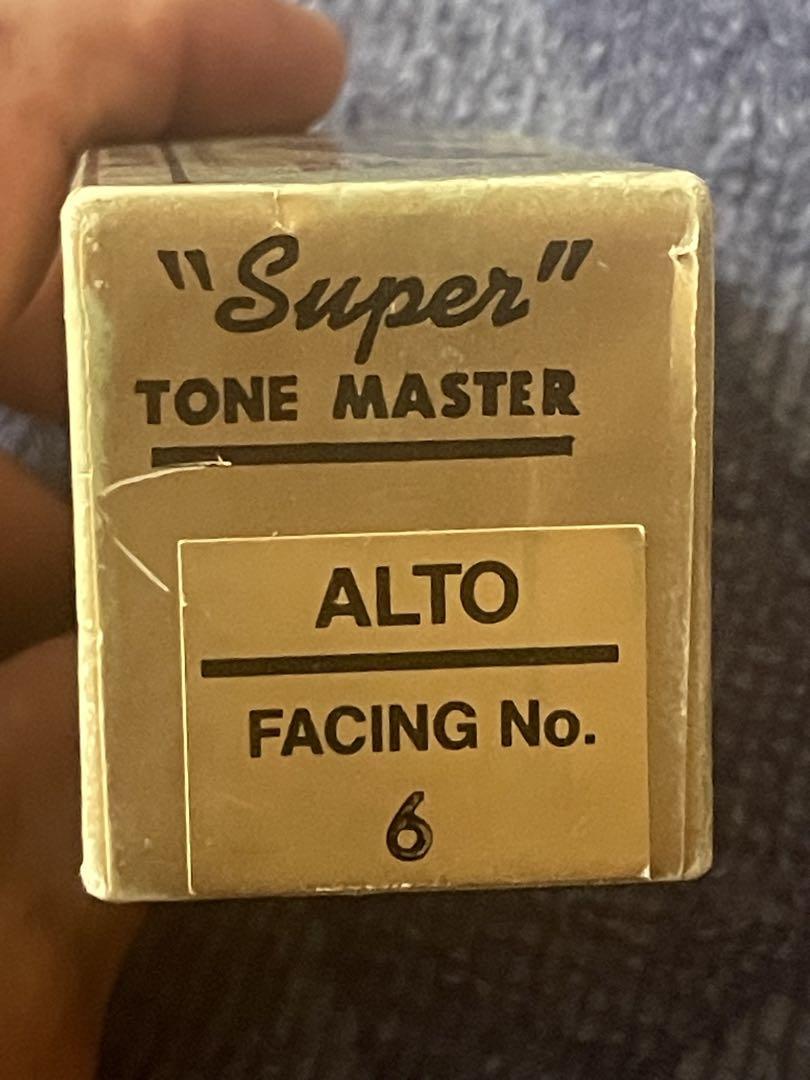 "Super"
TONE MASTER
ALTO
FACING No.
6